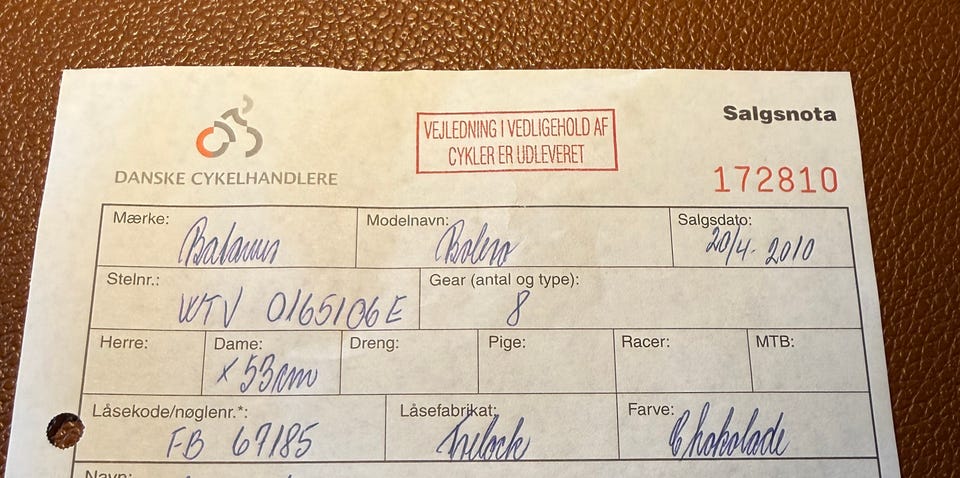 Salgsnota
VEJLEDNING I VEDLIGEHOLD AF
CYKLER ER UDLEVERET
DANSKE CYKELHANDLERE
172810
Mærke: Modelnavn: Bolero Salgsdato: 20/4-2010
Stelnr.: WTV 0165106E Gear (antal og type): 8
Herre: Dame: x 53cm Dreng: Pige: Racer: MTB:
Låsekode/nøglenr.*: FB 67185 Låsefabrikat: Trelock Farve: Chokolade
Navn: